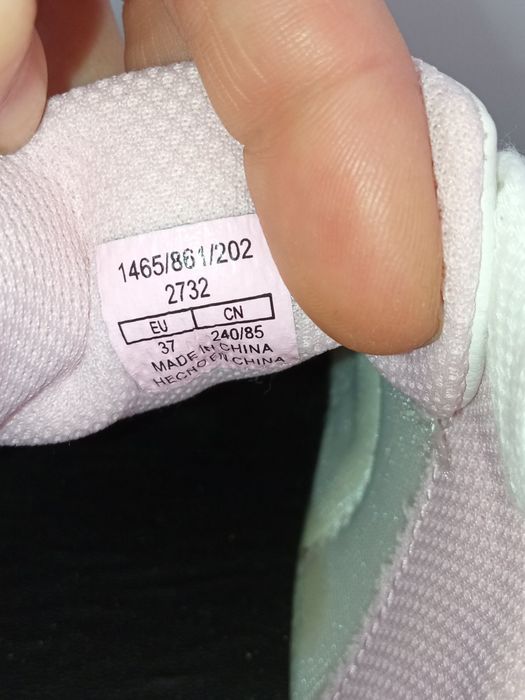 1465/861/202
2732
EU CN
37 240/85
MADE IN CHINA
HECHO EN CHINA